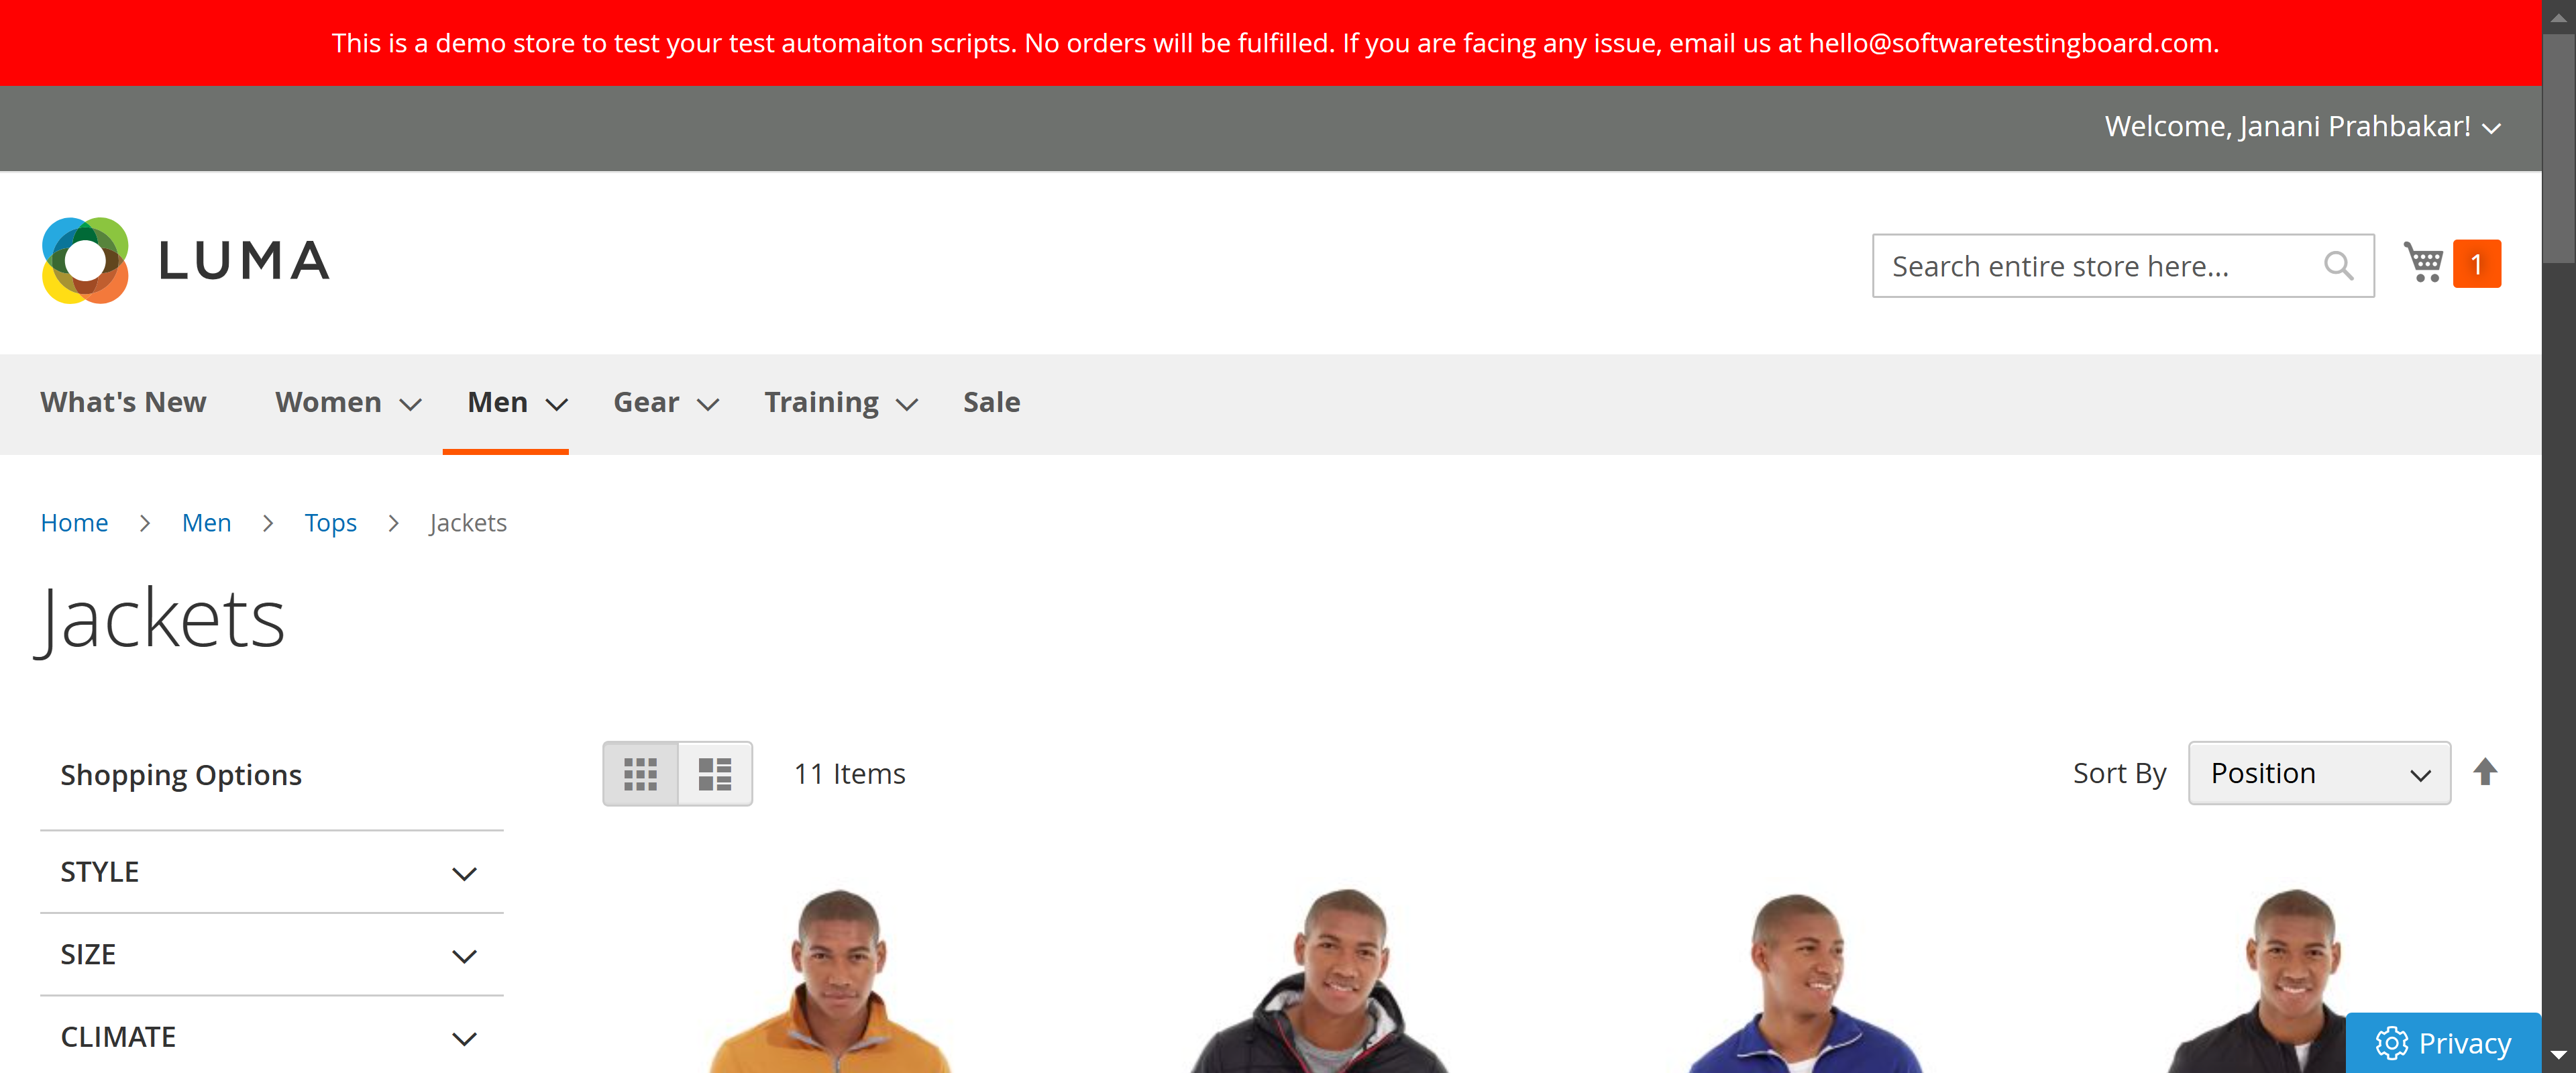 This is a demo store to test your test automaiton scripts. No orders will be fulfilled. If you are facing any issue, email us at hello@softwaretestingboard.com.
Welcome, Janani Prahbakar!
LUMA
Search entire store here...
1
What's New
Women
Men
Gear
Training
Sale
Home
Men
Tops
Jackets
Jackets
Shopping Options
11 Items
Sort By
Position
STYLE
SIZE
CLIMATE
Privacy